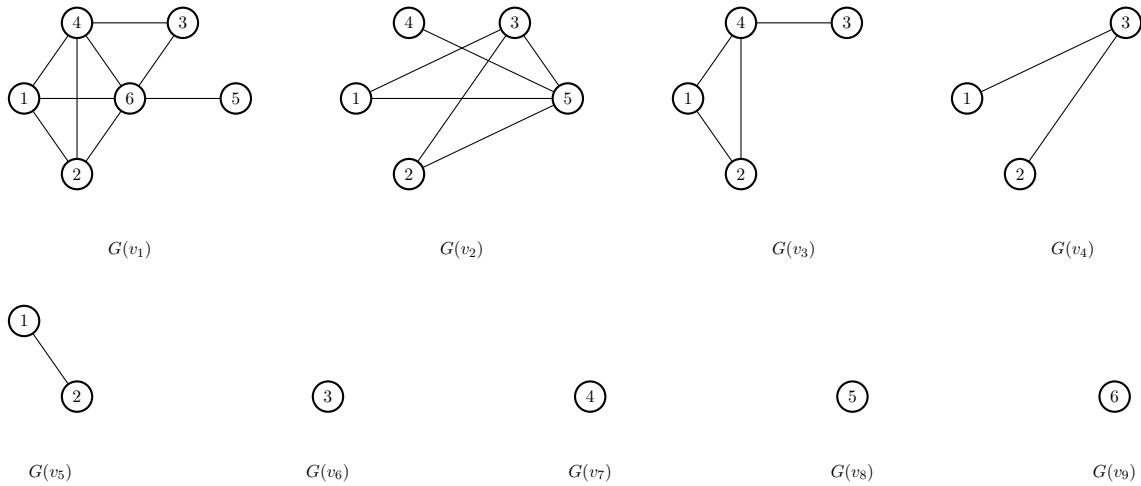 4 3 4 3 4 3 3
1 6 5 1 5 1 1
2 2 2 2
G(v₁) G(v₂) G(v₃) G(v₄)
1
2 3 4 5 6
G(v₅) G(v₆) G(v₇) G(v₈) G(v₉)